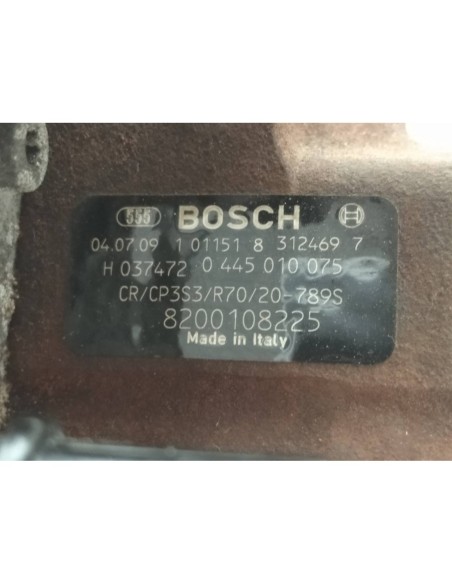 555 BOSCH
04.07.09 1 01151 8 312469 7
H 037472 0 445 010 075
CR/CP3S3/R70/20-789S
8200108225
Made in Italy